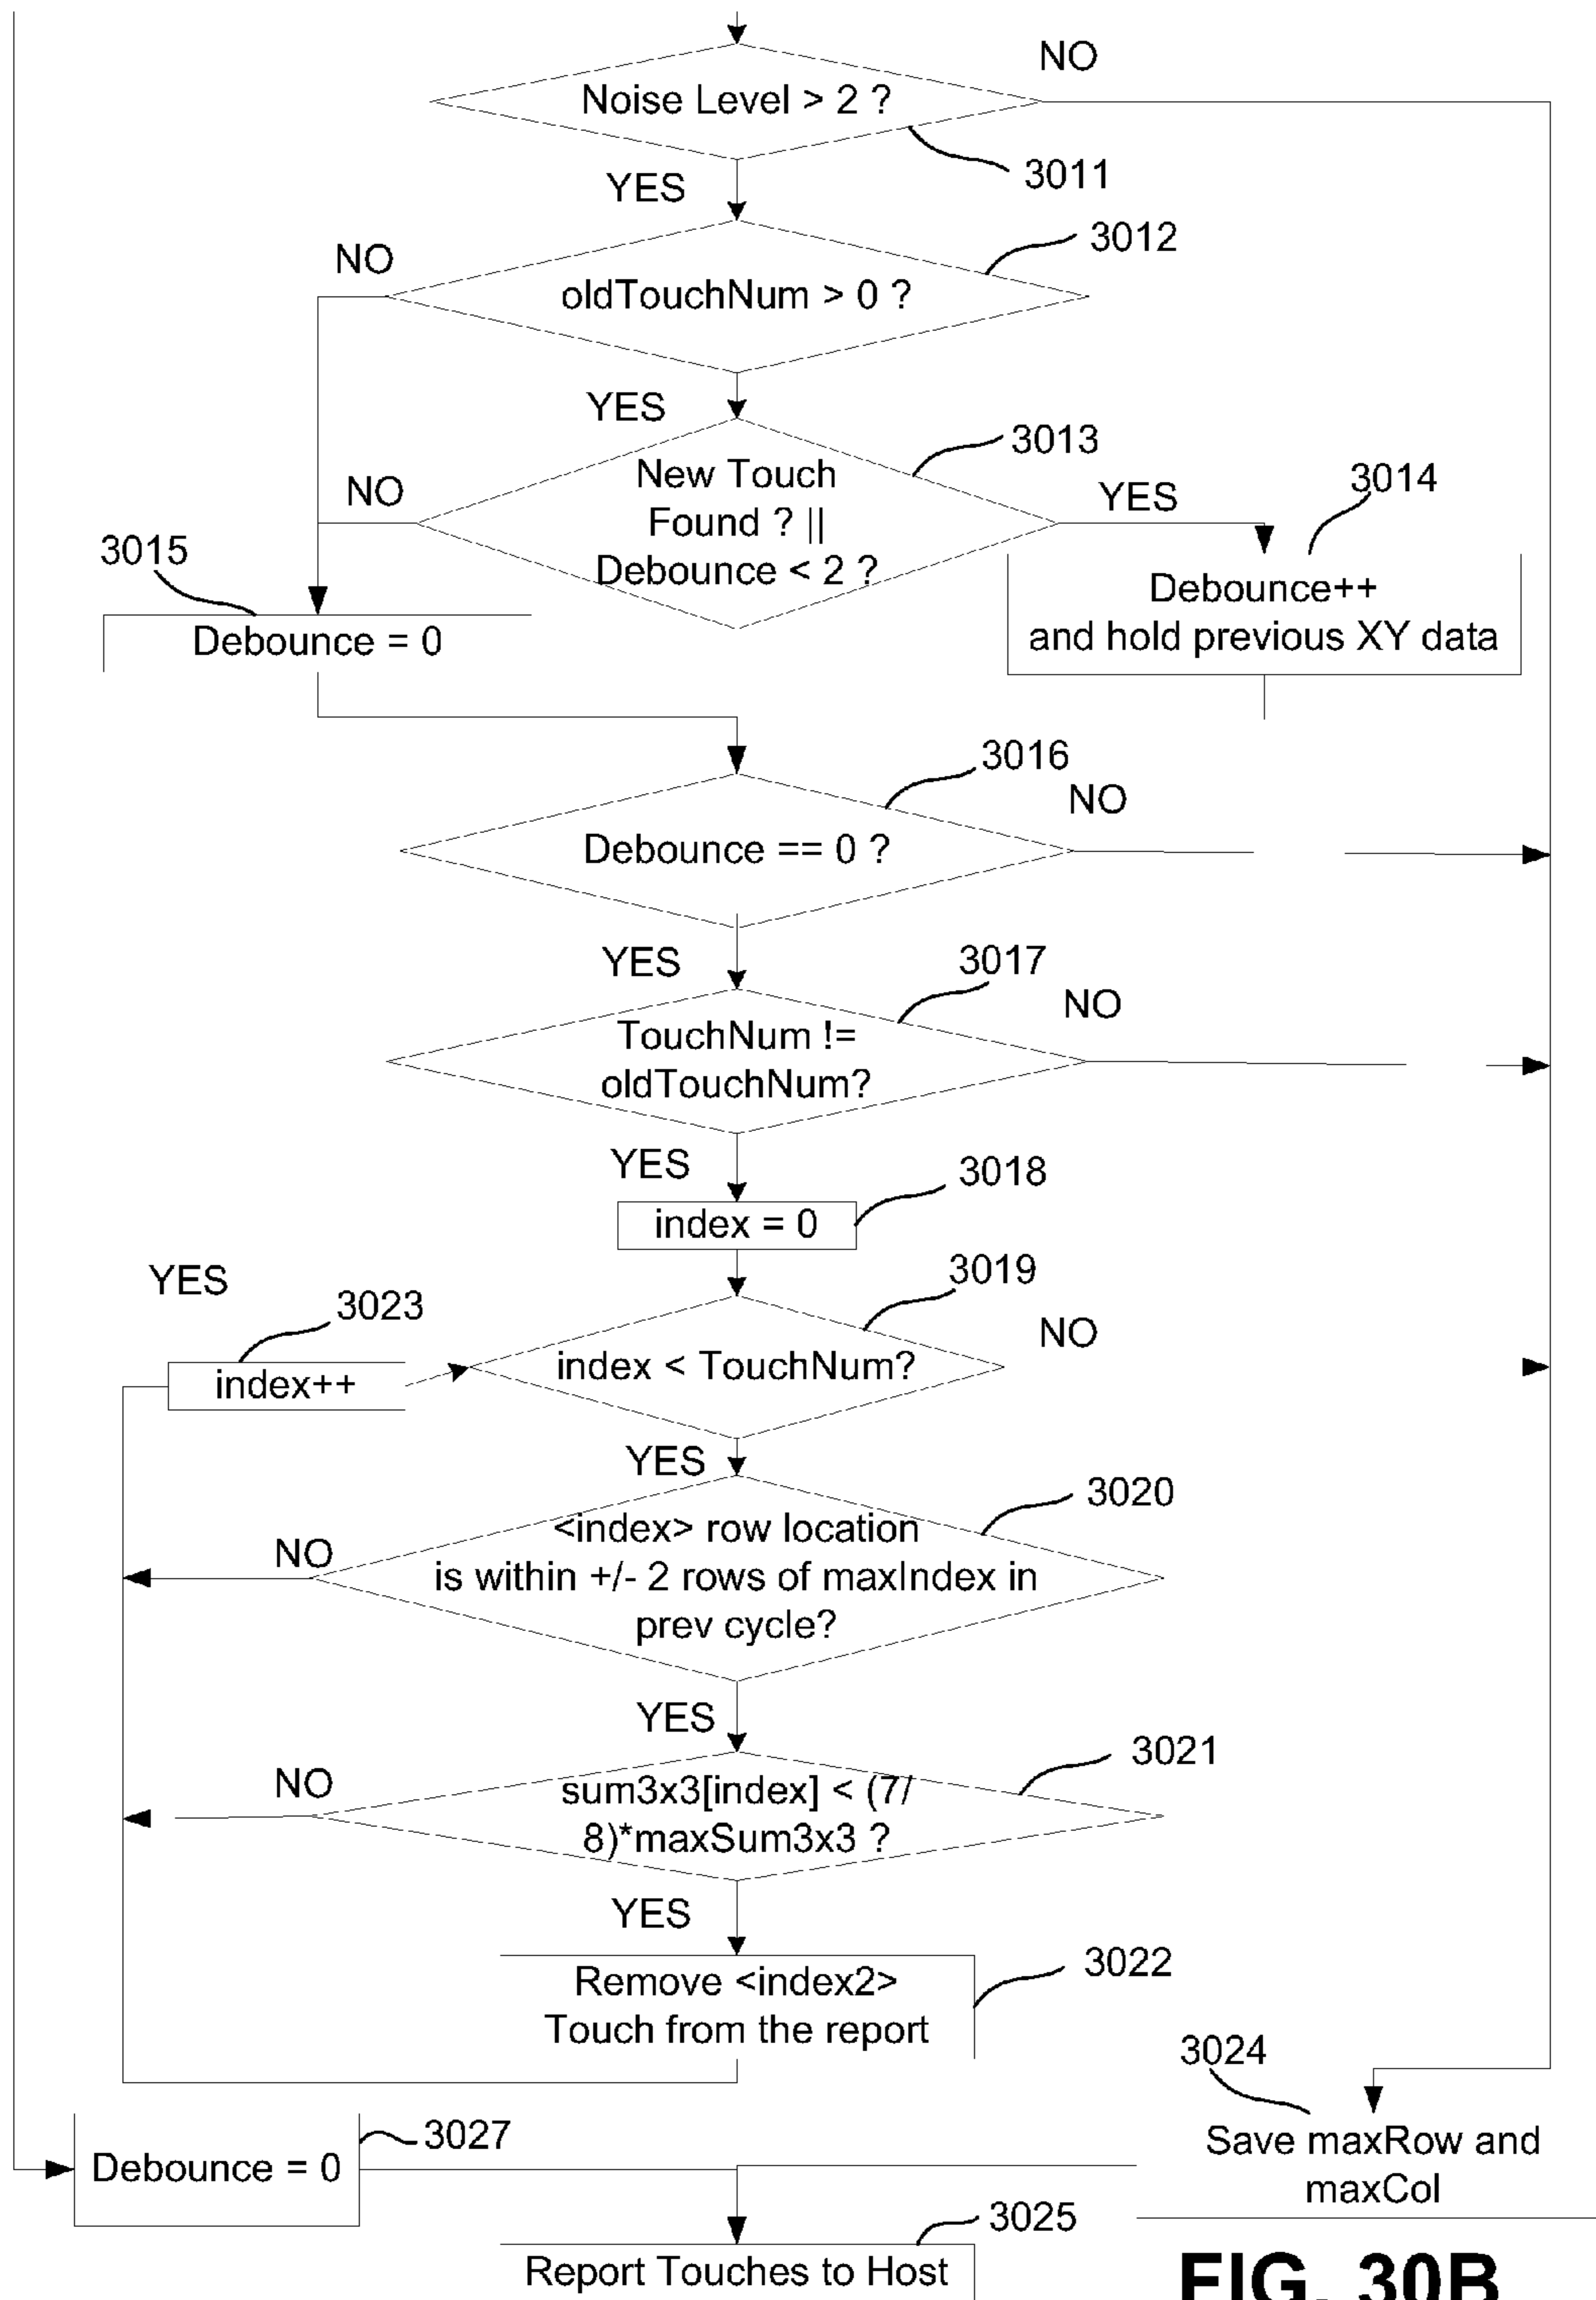 NO
Noise Level > 2 ?
3011
YES
3012
NO
oldTouchNum > 0 ?
YES
3013
New Touch
Found ? ||
Debounce < 2 ?
NO
YES
3014
3015
Debounce++
and hold previous XY data
Debounce = 0
3016
NO
Debounce == 0 ?
YES
3017
NO
TouchNum !=
oldTouchNum?
YES
3018
index = 0
YES
3019
3023
NO
index < TouchNum?
index++
YES
3020
<index> row location
is within +/- 2 rows of maxIndex in
prev cycle?
NO
YES
3021
NO
sum3x3[index] < (7/
8)*maxSum3x3 ?
YES
3022
Remove <index2>
Touch from the report
3024
3027
Debounce = 0
Save maxRow and
maxCol
3025
Report Touches to Host
FIG. 30B